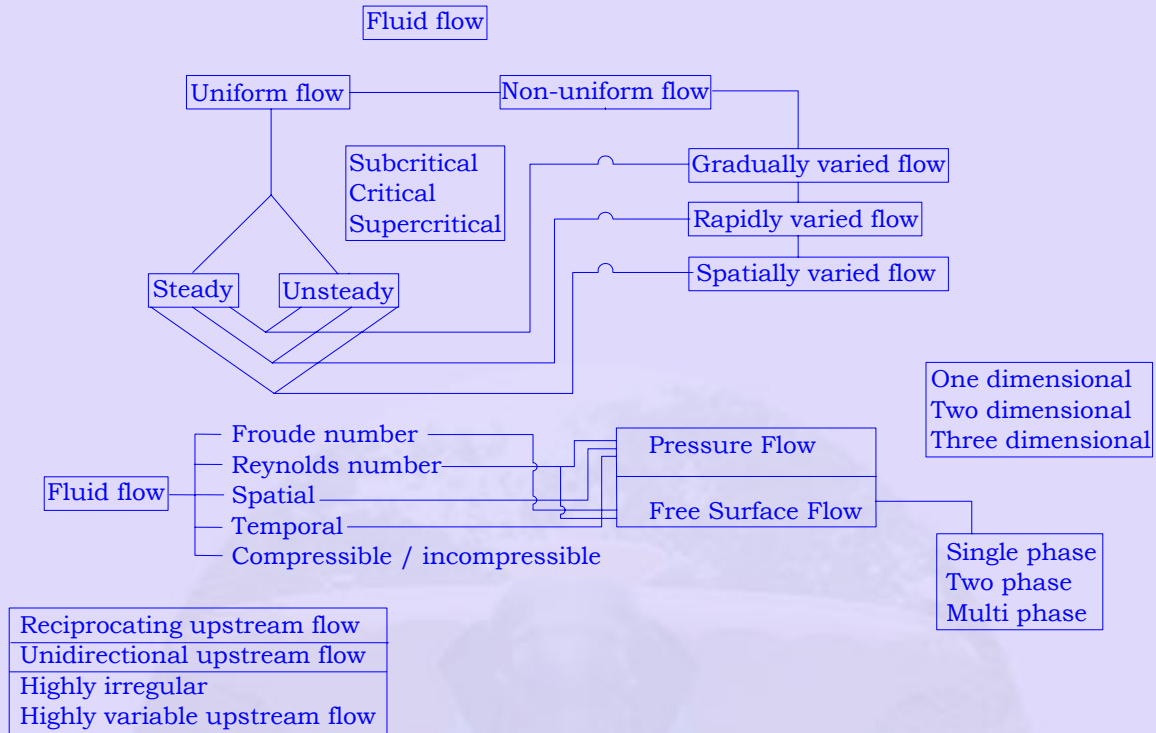 Fluid flow
Uniform flow
Non-uniform flow
Subcritical
Critical
Supercritical
Gradually varied flow
Rapidly varied flow
Spatially varied flow
Steady
Unsteady
One dimensional
Two dimensional
Three dimensional
Fluid flow
Froude number
Reynolds number
Spatial
Temporal
Compressible / incompressible
Pressure Flow
Free Surface Flow
Single phase
Two phase
Multi phase
Reciprocating upstream flow
Unidirectional upstream flow
Highly irregular
Highly variable upstream flow